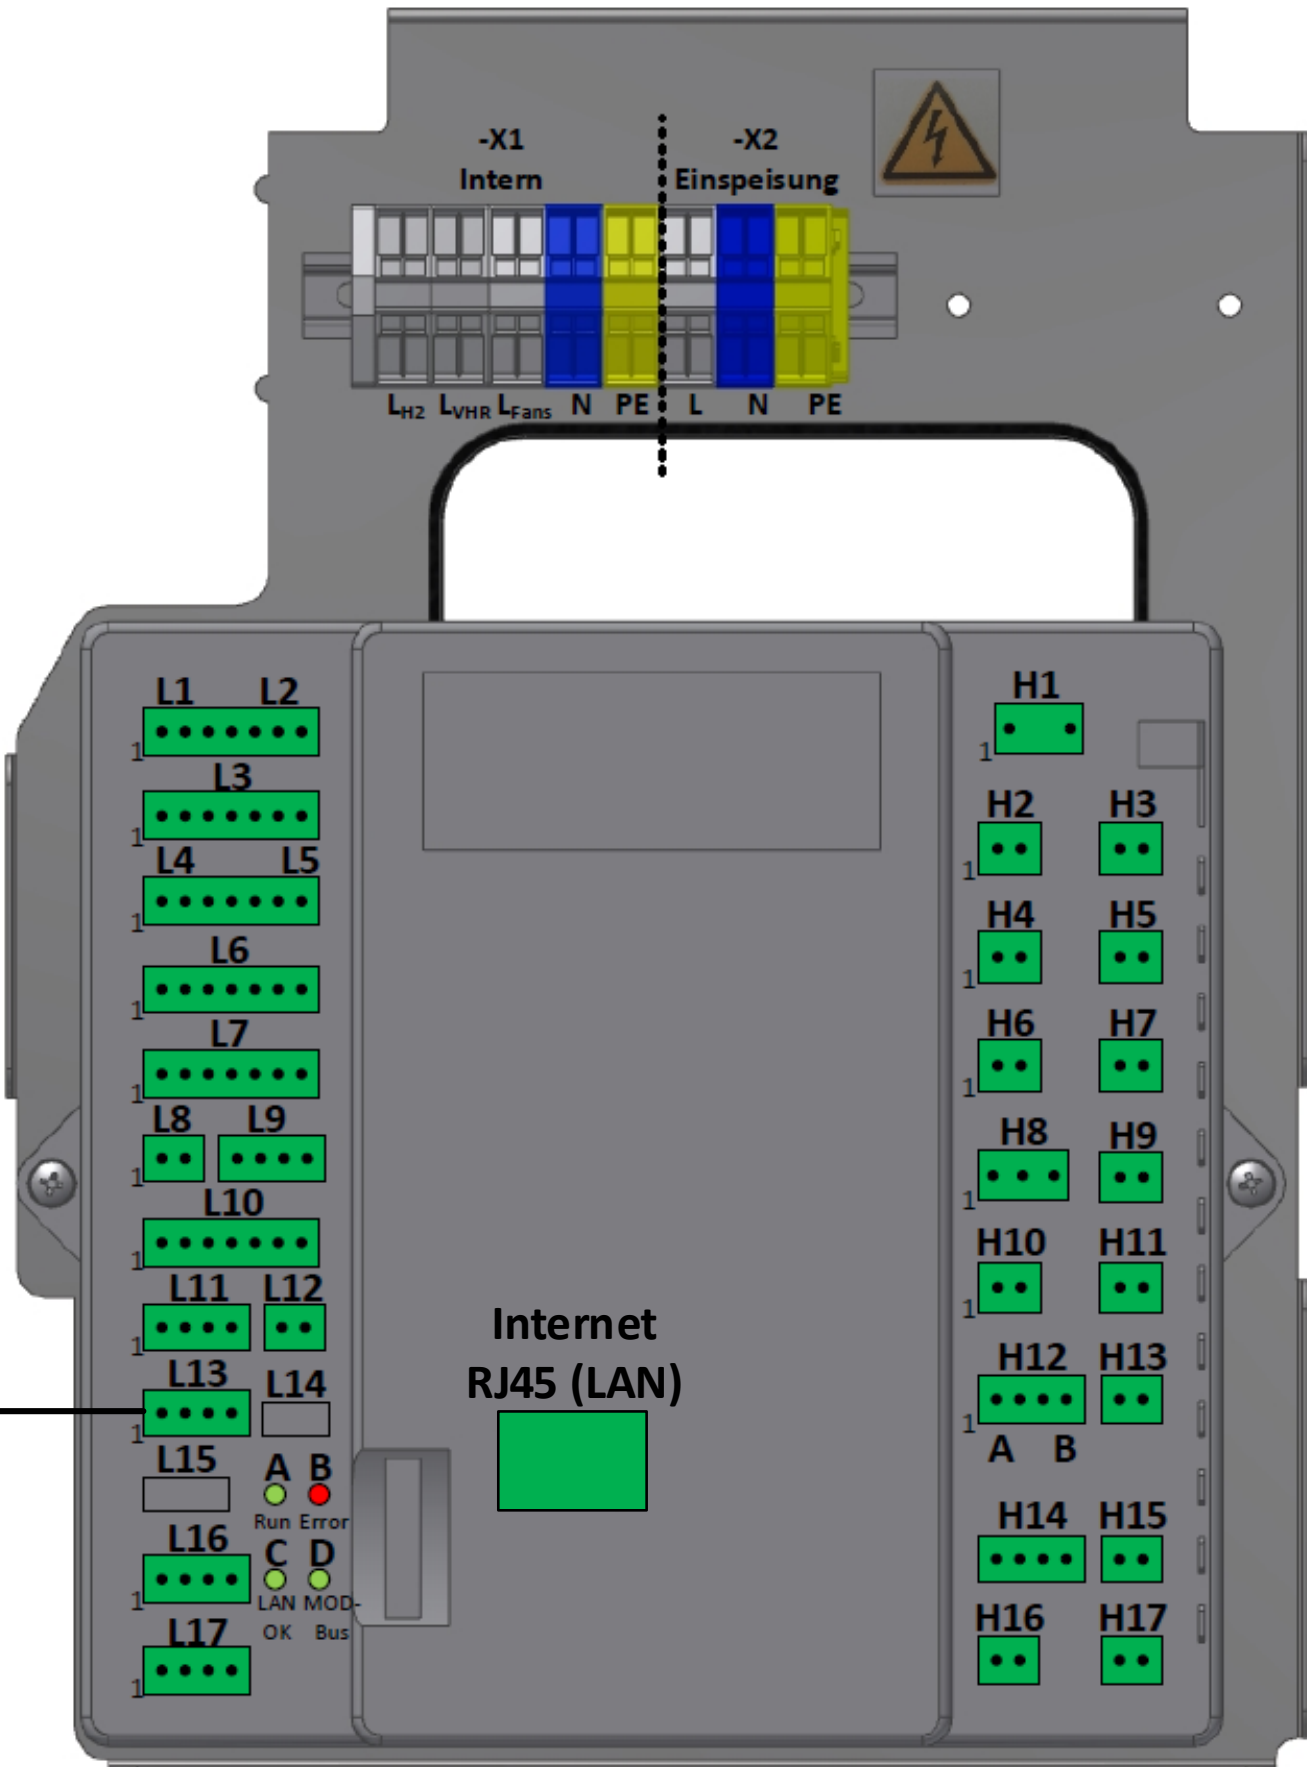 -X1
Intern
-X2
Einspeisung
LH2 LVHR LFans N PE L N PE
L1 L2
1
L3
1
L4 L5
1
L6
1
L7
1
L8 L9
1
L10
1
L11 L12
1
L13 L14
1
L15
A B
Run Error
L16
C D
1
LAN MOD-
OK Bus
L17
1
Internet
RJ45 (LAN)
H1
1
H2 H3
1
H4 H5
1
H6 H7
1
H8 H9
1
H10 H11
1
H12 H13
1
A B
H14 H15
H16 H17